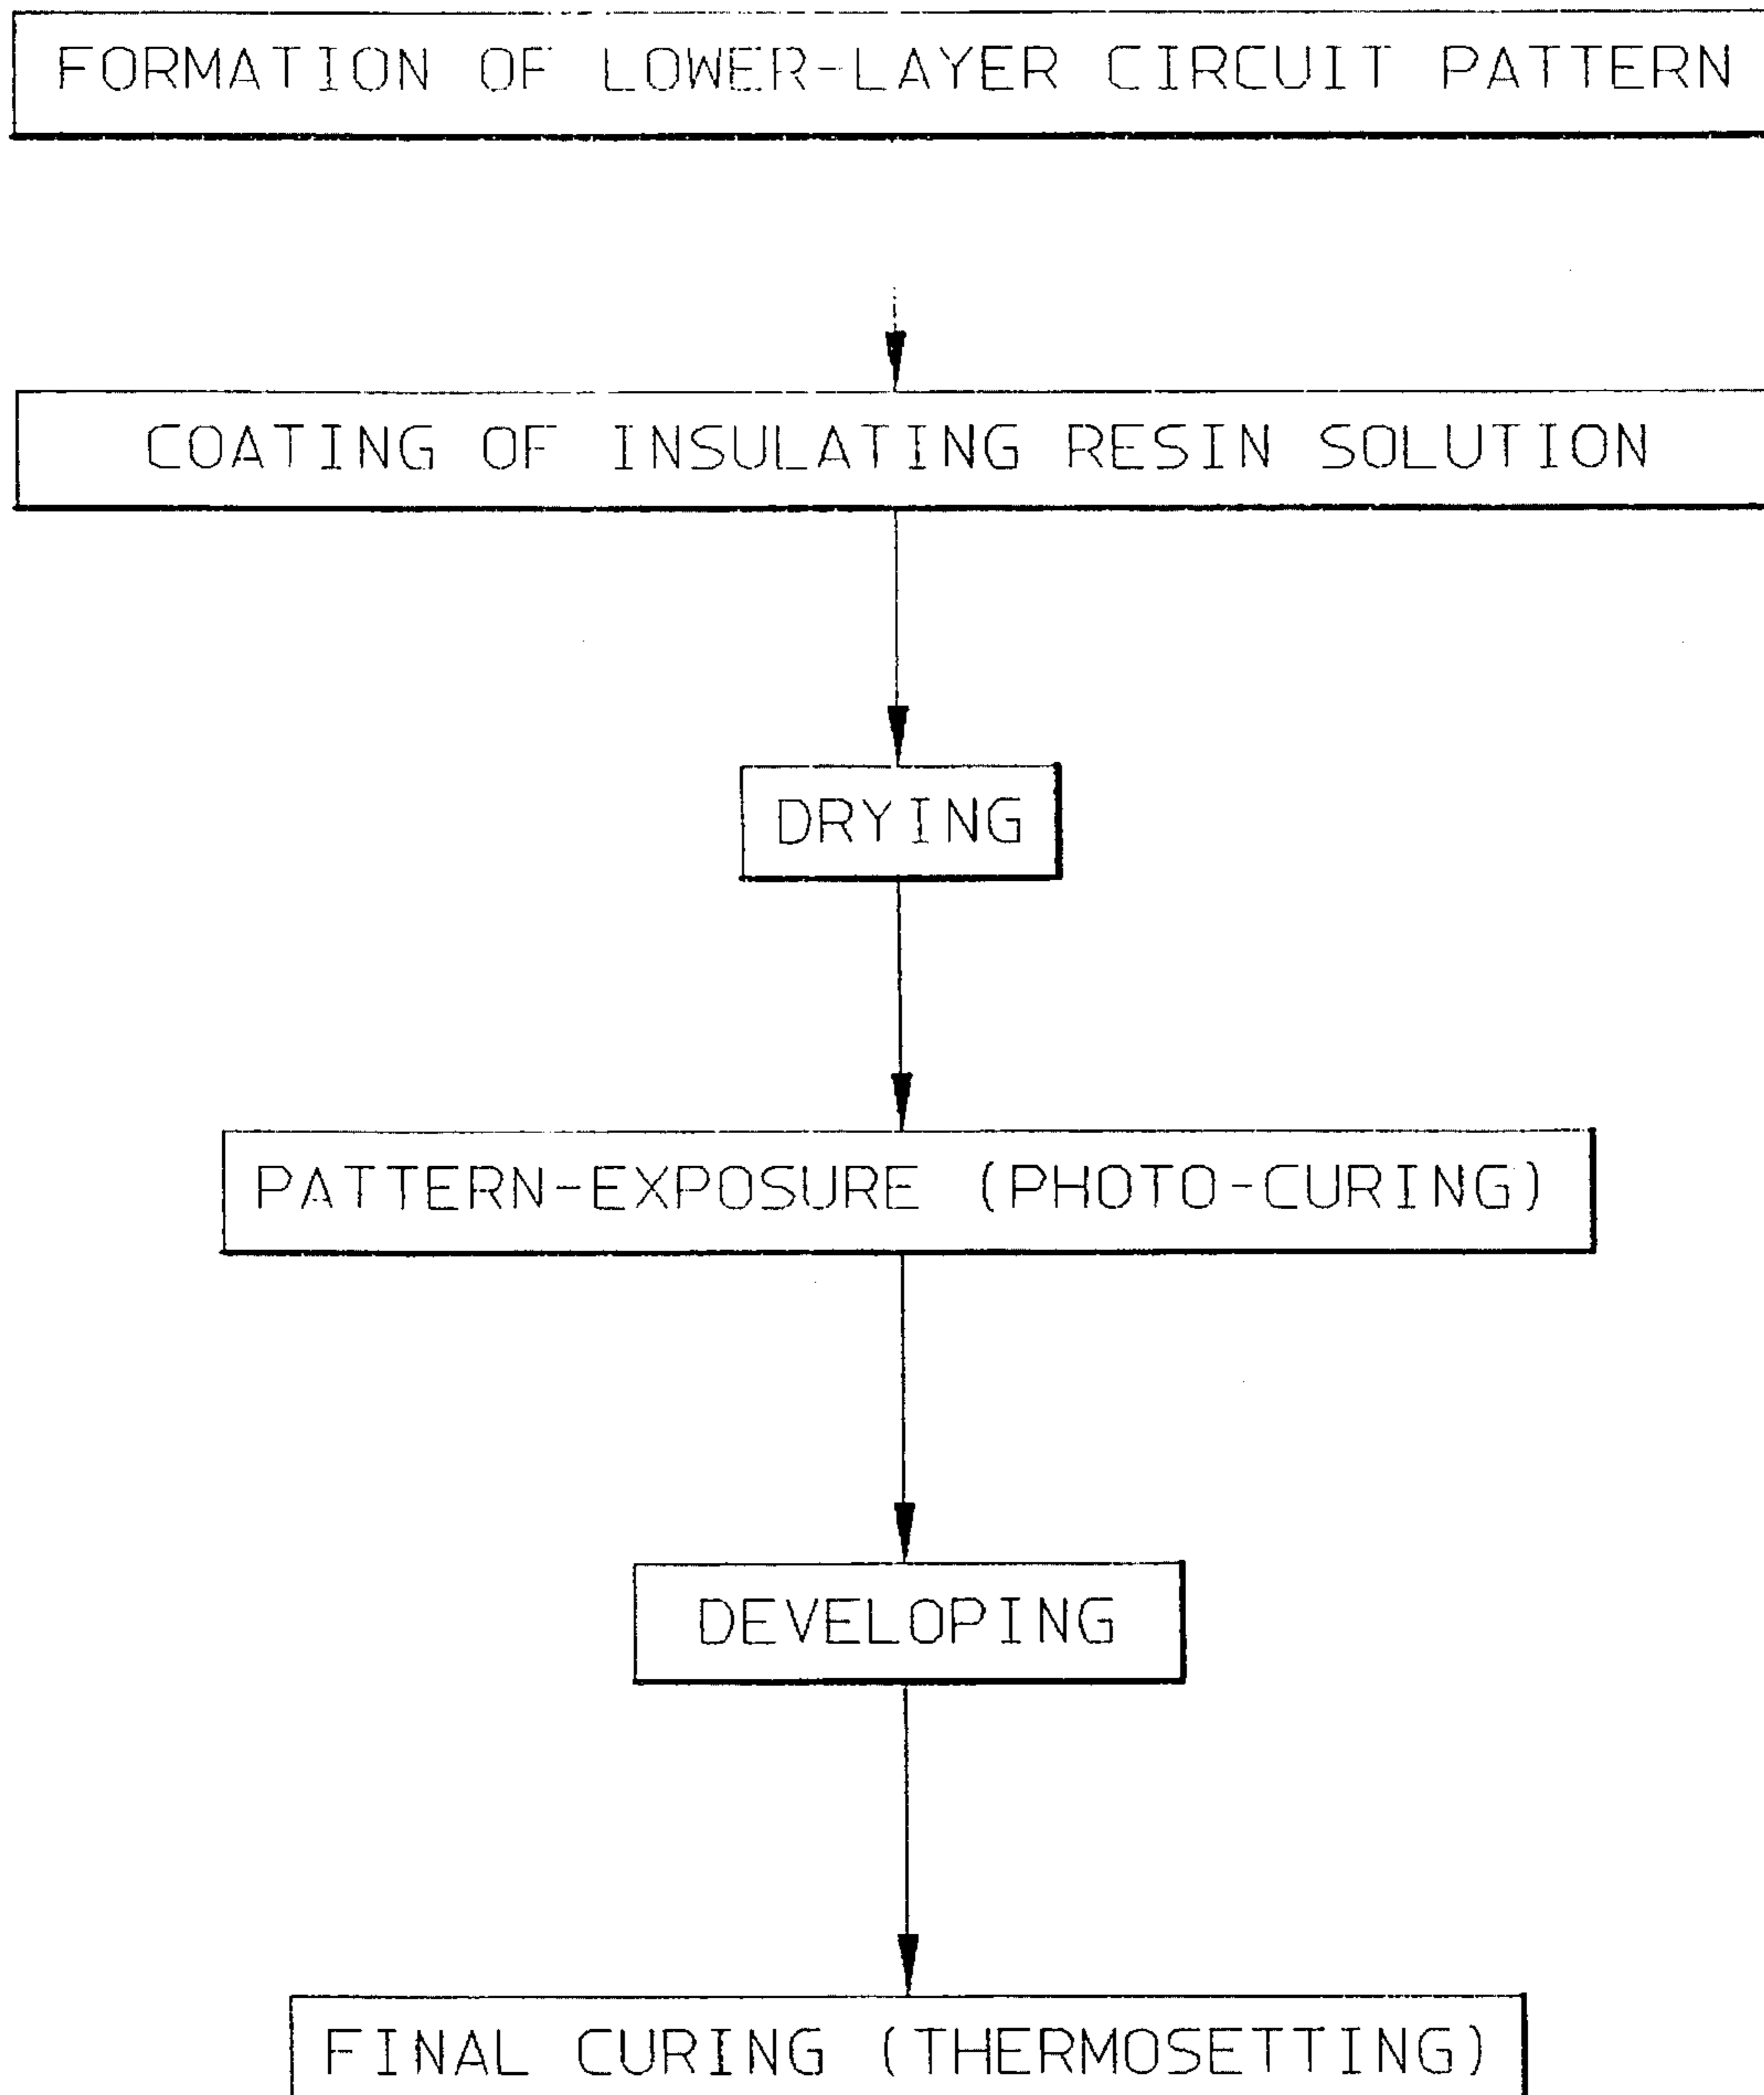 FORMATION OF LOWER-LAYER CIRCUIT PATTERN
COATING OF INSULATING RESIN SOLUTION
DRYING
PATTERN-EXPOSURE (PHOTO-CURING)
DEVELOPING
FINAL CURING (THERMOSETTING)